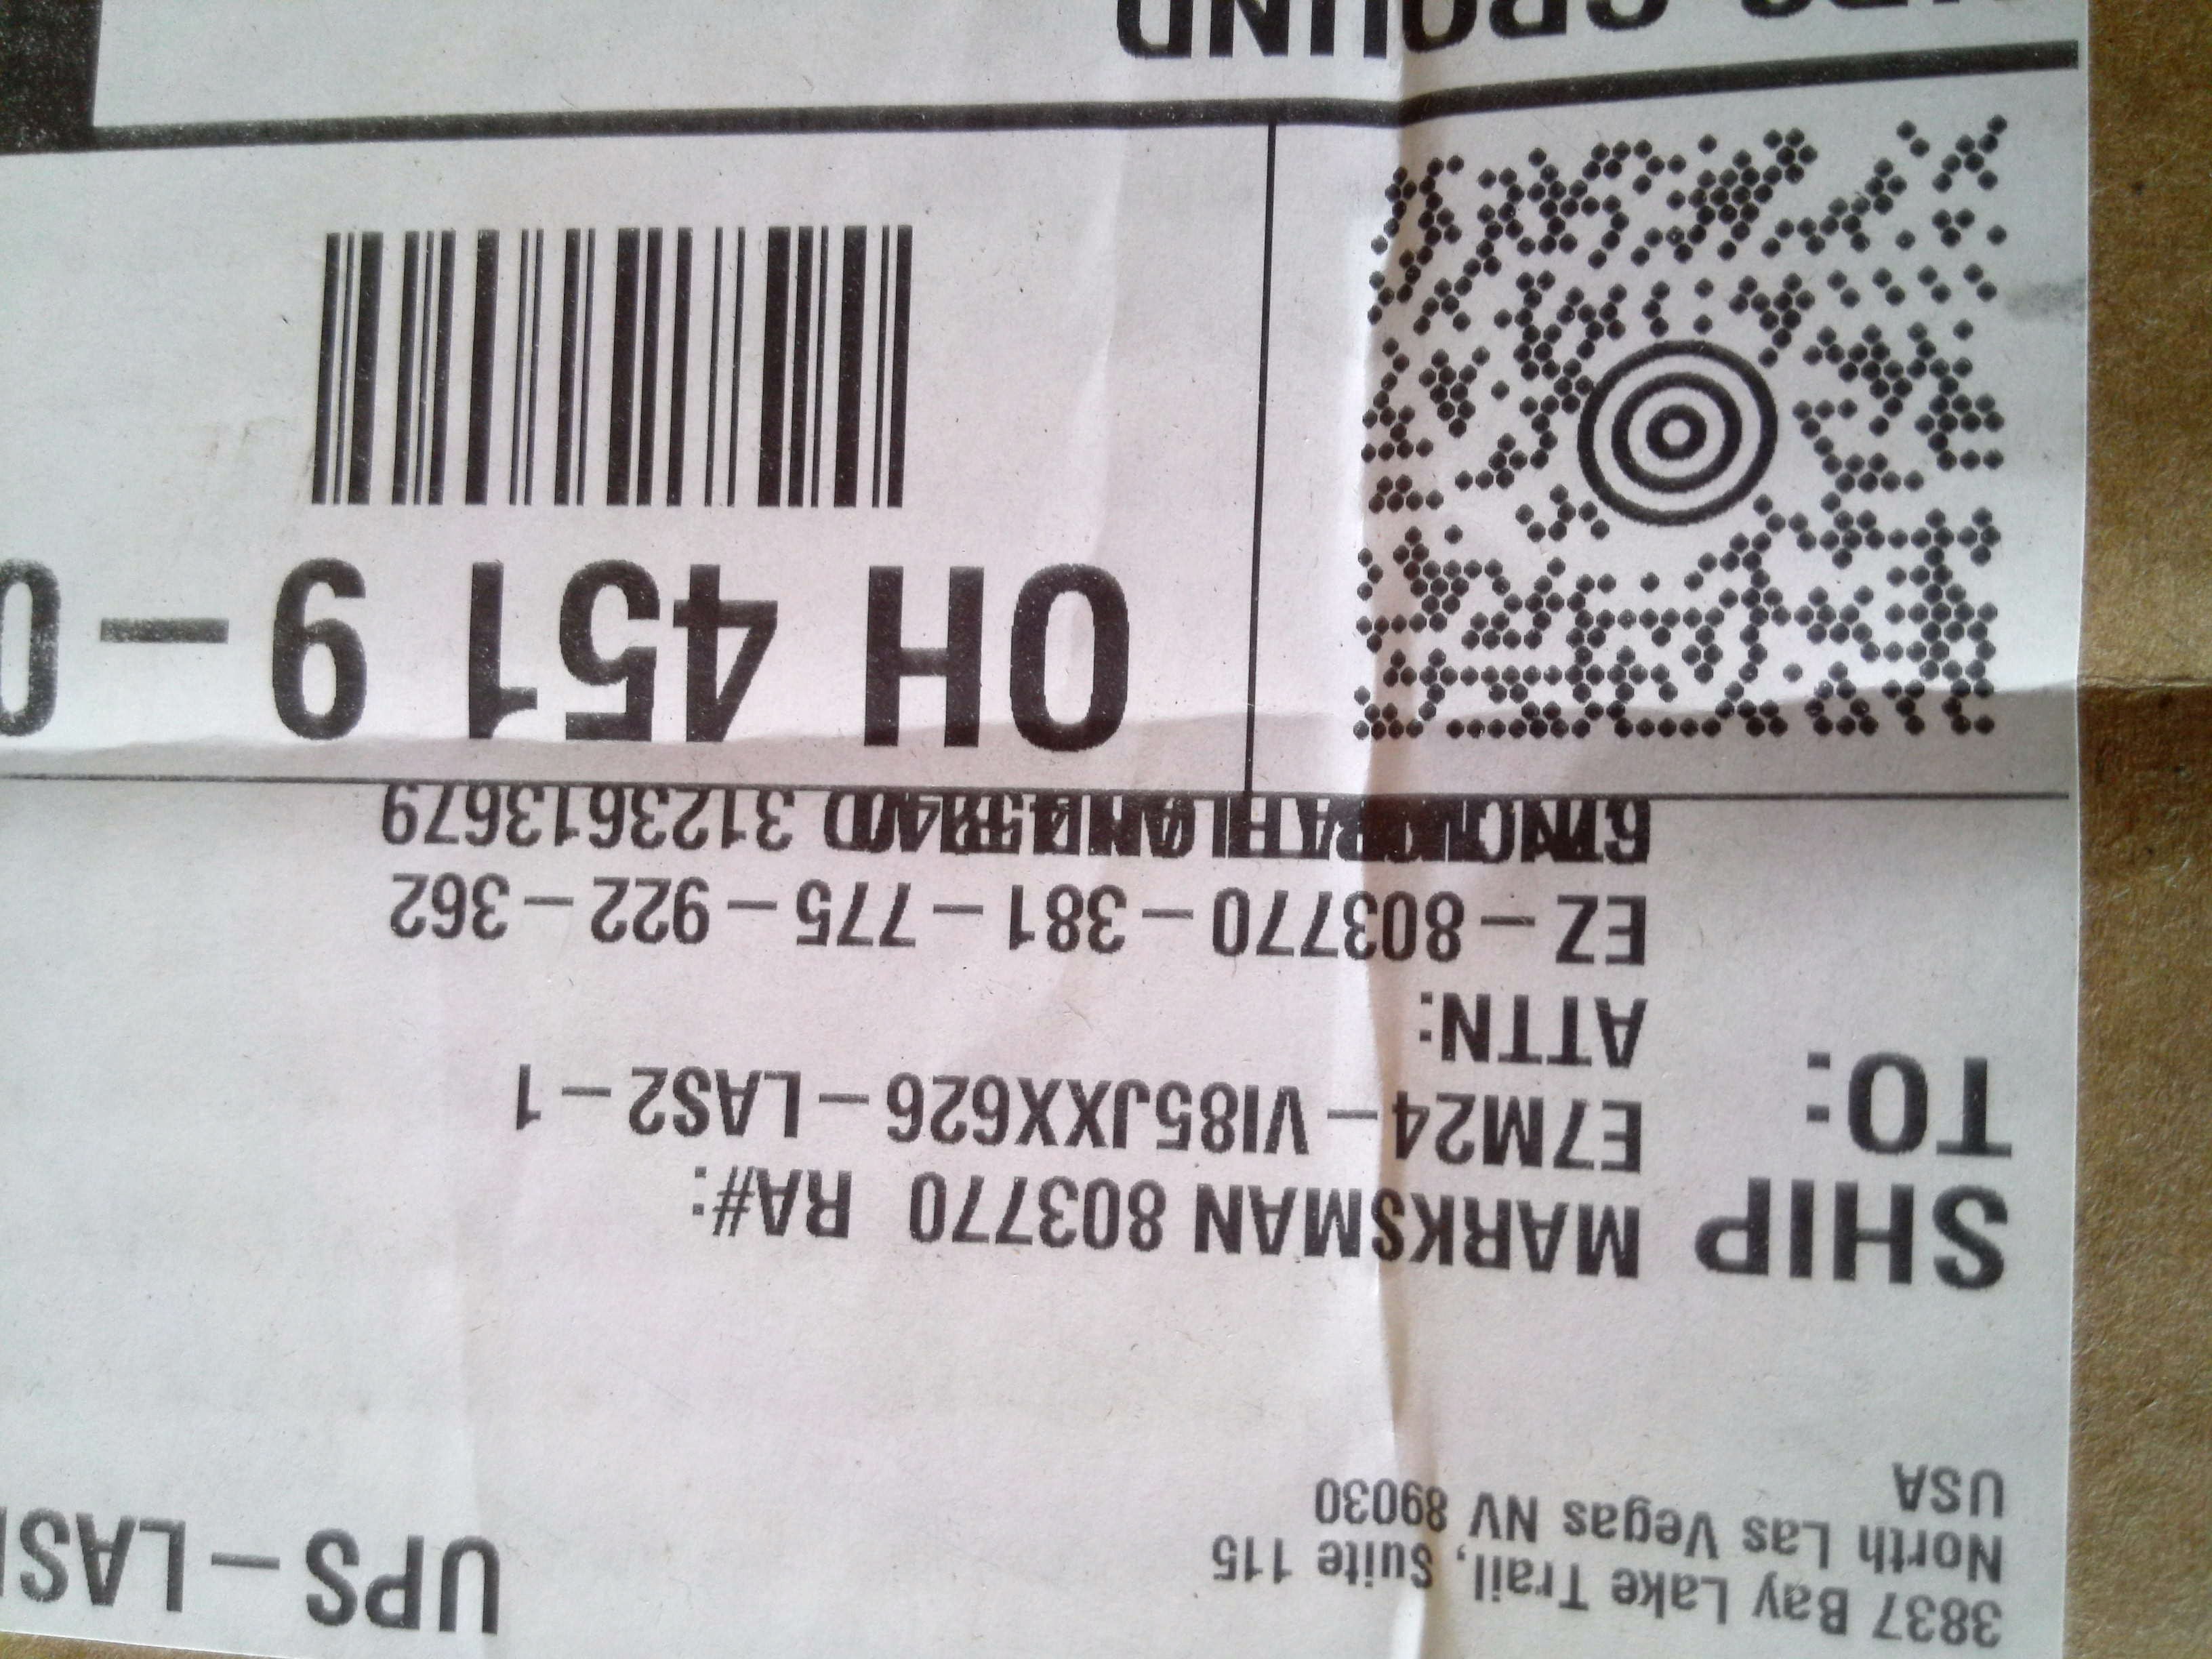 3837 Bay Lake Trail, Suite 115
North Las Vegas NV 89030
USA
UPS - LAS
SHIP
TO:
MARKSMAN 803770 RA#:
E7M24 - VI85JXX626 - LAS2 - 1
ATTN:
EZ - 803770 - 381 - 775 - 922 - 362
3123613679
OH 451 9 - 0
GROUND